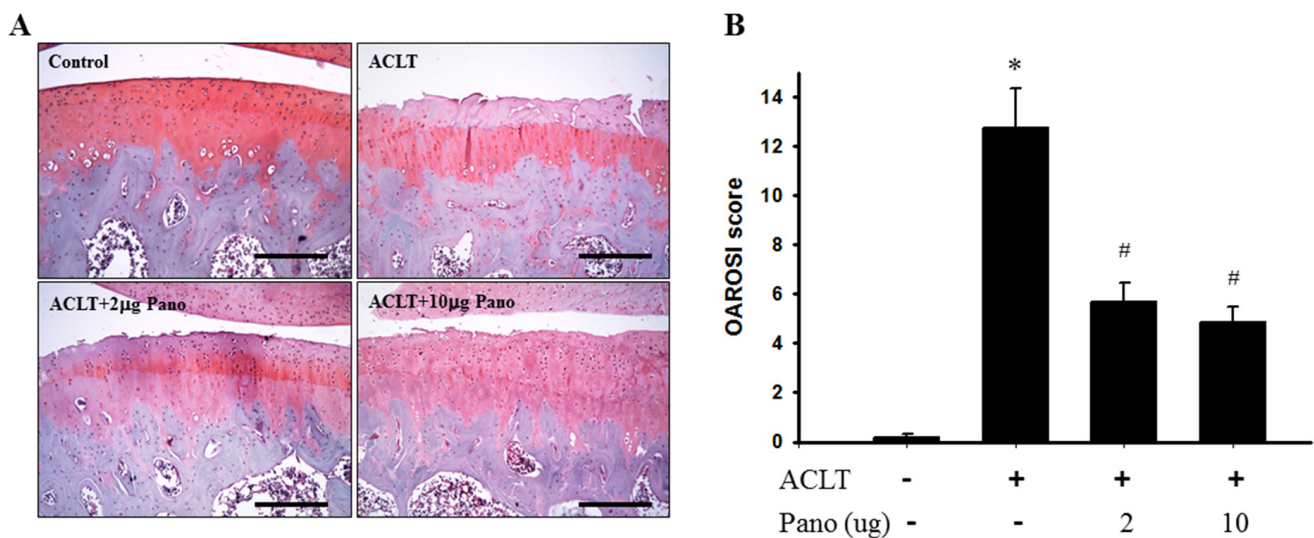 A
B
Control
ACLT
ACLT+2μg Pano
ACLT+10μg Pano
OAROSI score
14
12
10
8
6
4
2
0
*
#
#
ACLT - + + +
Pano (ug) - - 2 10